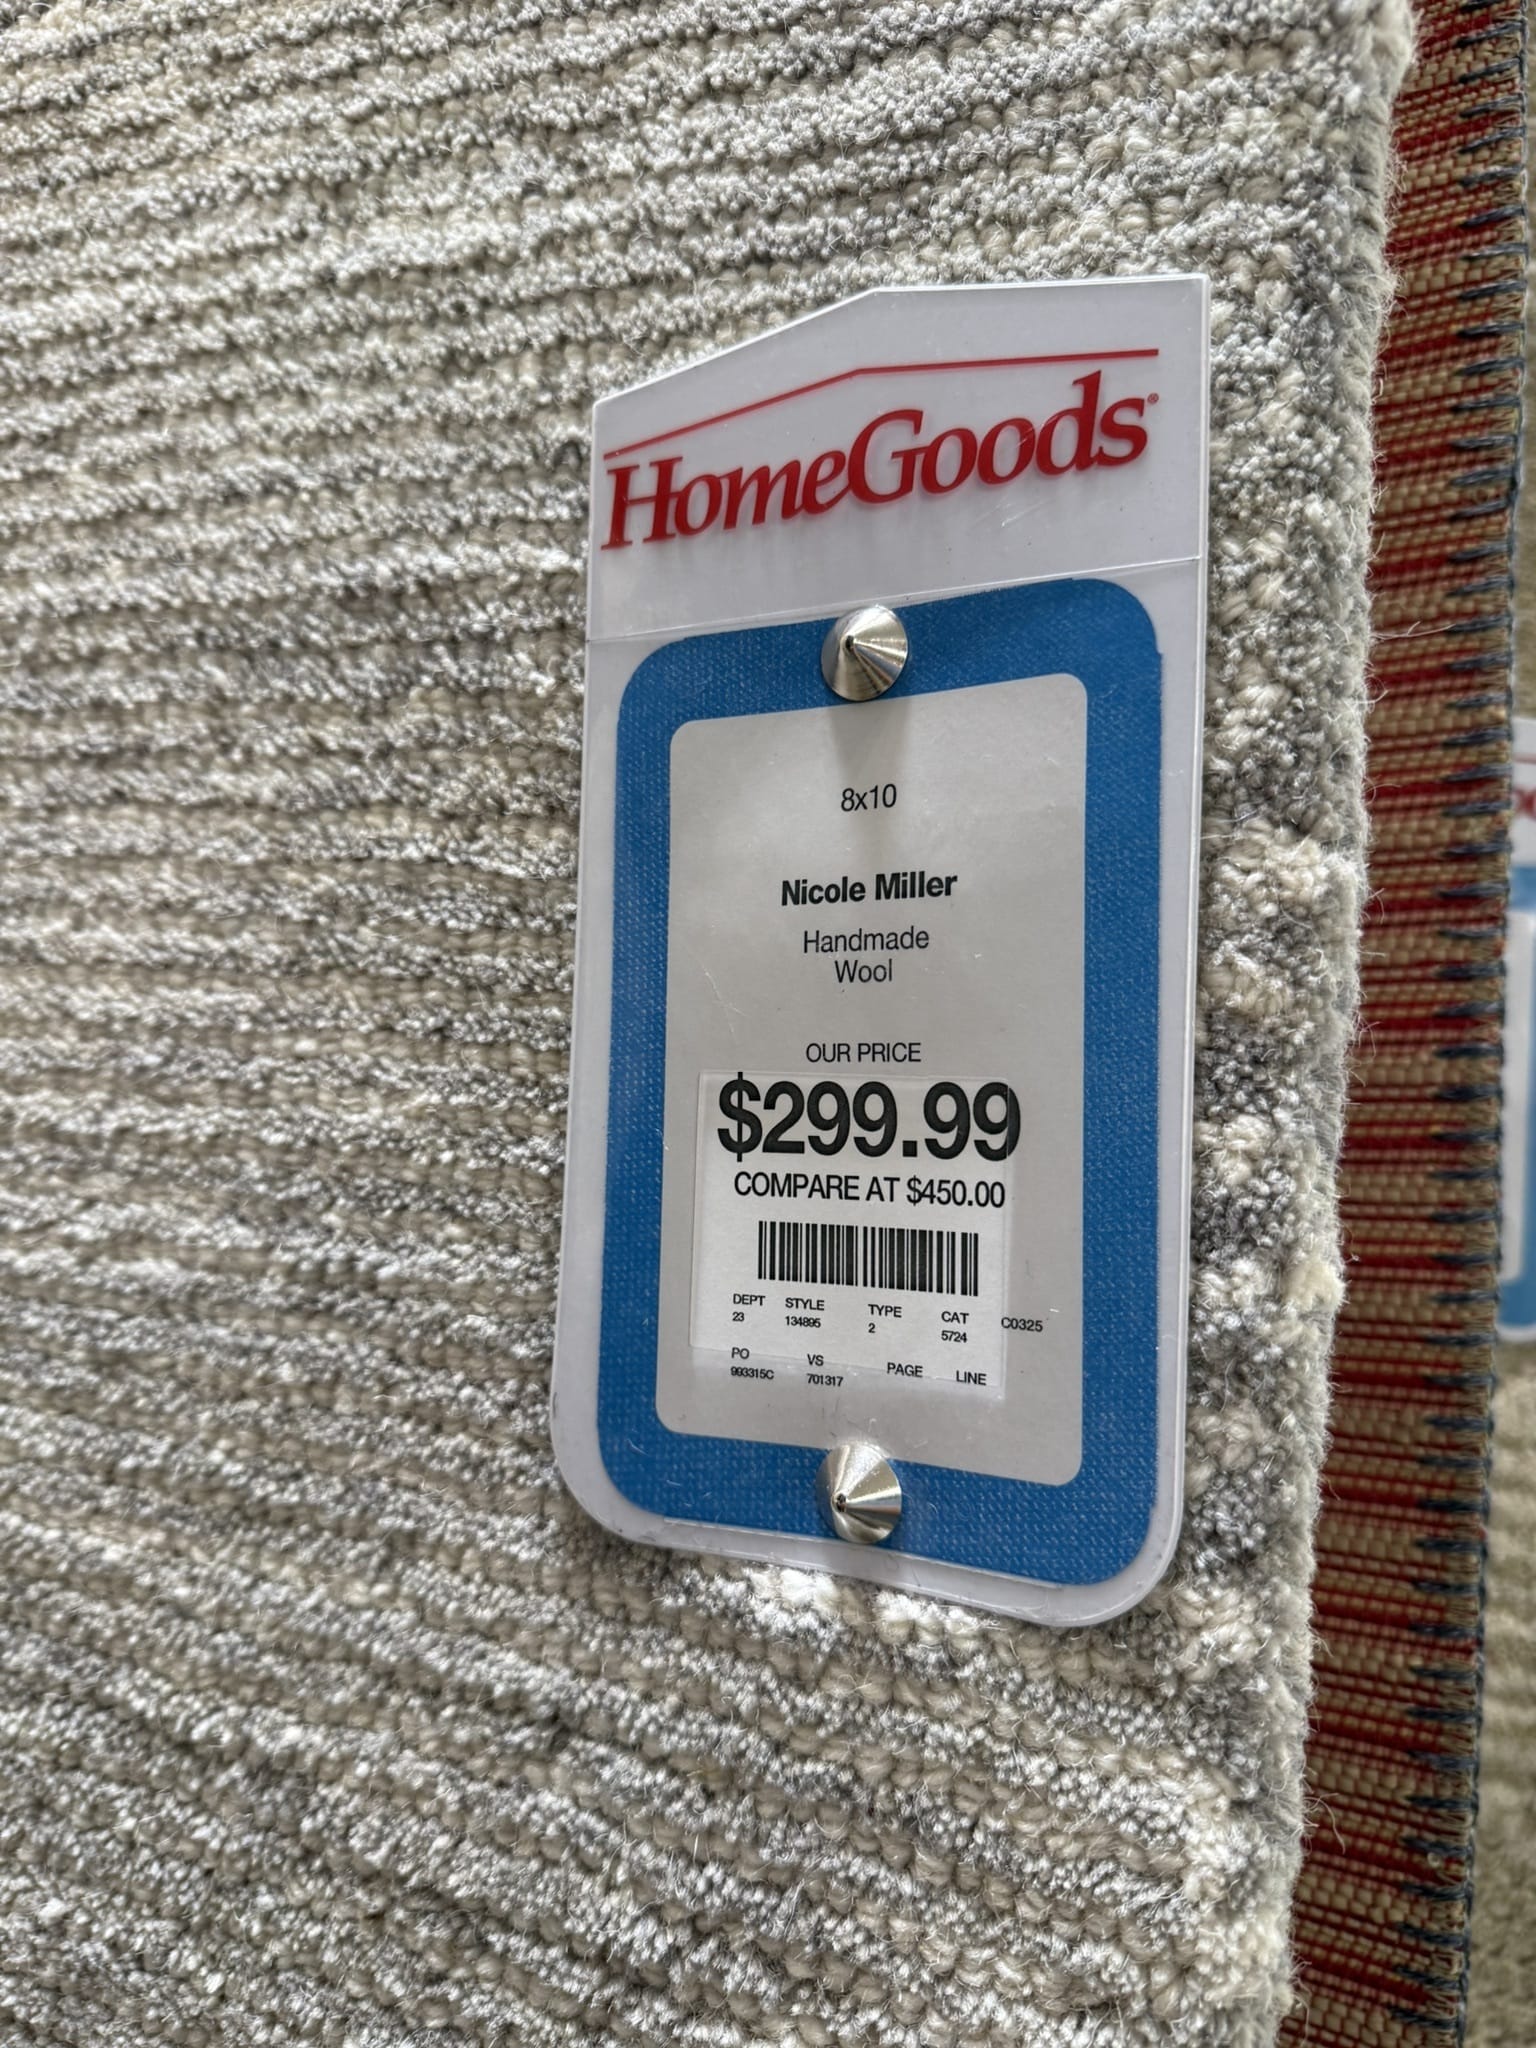 HomeGoods®
8x10
Nicole Miller
Handmade
Wool
OUR PRICE
$299.99
COMPARE AT $450.00
DEPT STYLE TYPE CAT C0325
23 134895 2 5724
PO VS PAGE LINE
993315C 701317